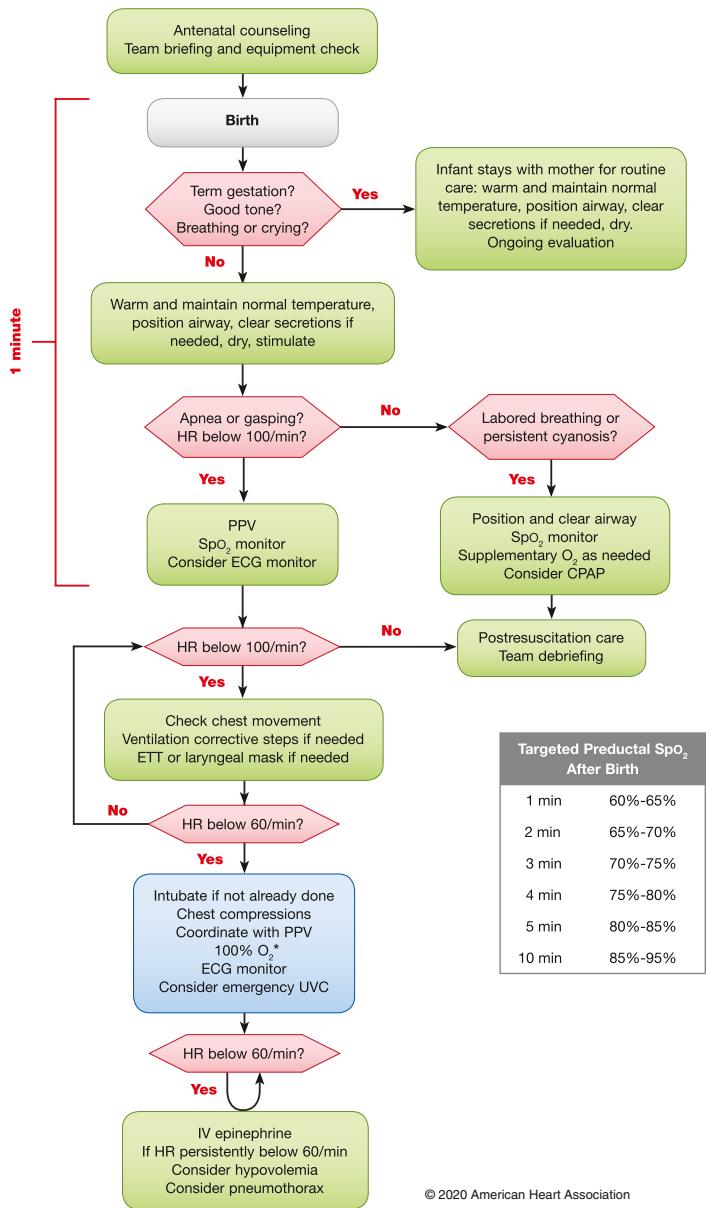 Antenatal counseling
Team briefing and equipment check
Birth
1 minute
Term gestation?
Good tone?
Breathing or crying?
Yes
Infant stays with mother for routine
care: warm and maintain normal
temperature, position airway, clear
secretions if needed, dry.
Ongoing evaluation
No
Warm and maintain normal temperature,
position airway, clear secretions if
needed, dry, stimulate
Apnea or gasping?
HR below 100/min?
No
Labored breathing or
persistent cyanosis?
Yes
Yes
PPV
SpO₂ monitor
Consider ECG monitor
Position and clear airway
SpO₂ monitor
Supplementary O₂ as needed
Consider CPAP
HR below 100/min?
No
Postresuscitation care
Team debriefing
Yes
Check chest movement
Ventilation corrective steps if needed
ETT or laryngeal mask if needed
HR below 60/min?
No
Yes
Intubate if not already done
Chest compressions
Coordinate with PPV
100% O₂*
ECG monitor
Consider emergency UVC
HR below 60/min?
Yes
IV epinephrine
If HR persistently below 60/min
Consider hypovolemia
Consider pneumothorax
Targeted Preductal SpO₂
After Birth
1 min 60%-65%
2 min 65%-70%
3 min 70%-75%
4 min 75%-80%
5 min 80%-85%
10 min 85%-95%
© 2020 American Heart Association